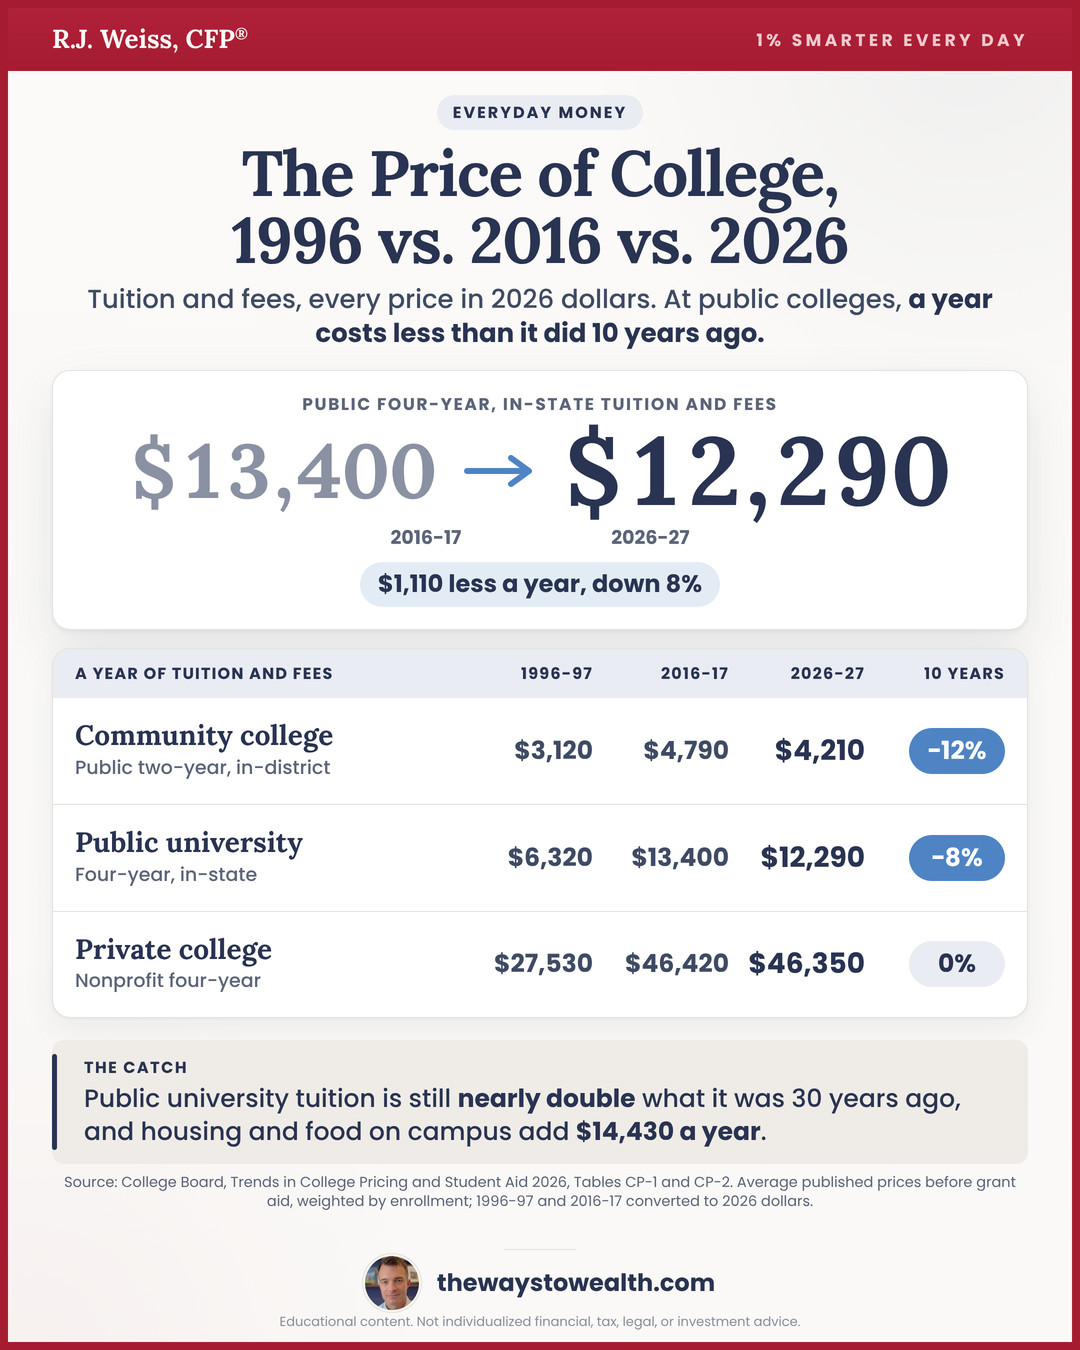 R.J. Weiss, CFP®
1% SMARTER EVERY DAY
EVERYDAY MONEY
The Price of College,
1996 vs. 2016 vs. 2026
Tuition and fees, every price in 2026 dollars. At public colleges, a year
costs less than it did 10 years ago.
PUBLIC FOUR-YEAR, IN-STATE TUITION AND FEES
$13,400 → $12,290
2016-17 2026-27
$1,110 less a year, down 8%
A YEAR OF TUITION AND FEES 1996-97 2016-17 2026-27 10 YEARS
Community college
Public two-year, in-district
$3,120 $4,790 $4,210 -12%
Public university
Four-year, in-state
$6,320 $13,400 $12,290 -8%
Private college
Nonprofit four-year
$27,530 $46,420 $46,350 0%
THE CATCH
Public university tuition is still nearly double what it was 30 years ago,
and housing and food on campus add $14,430 a year.
Source: College Board, Trends in College Pricing and Student Aid 2026, Tables CP-1 and CP-2. Average published prices before grant
aid, weighted by enrollment; 1996-97 and 2016-17 converted to 2026 dollars.
thewaystowealth.com
Educational content. Not individualized financial, tax, legal, or investment advice.